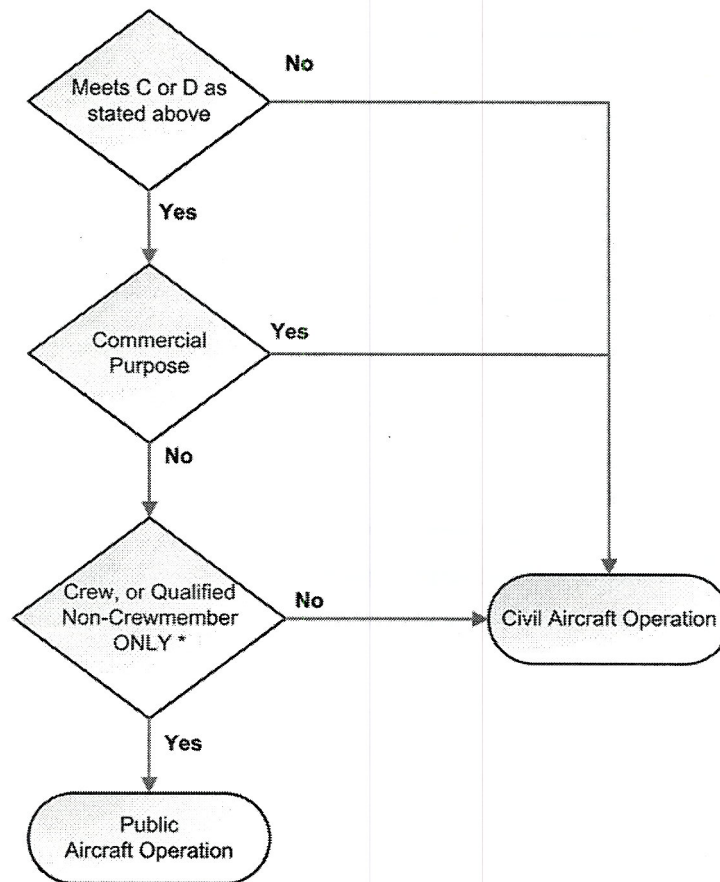 No
Meets C or D as
stated above
Yes
Commercial
Purpose
Yes
No
Crew, or Qualified
Non-Crewmember
ONLY *
No
Civil Aircraft Operation
Yes
Public
Aircraft Operation